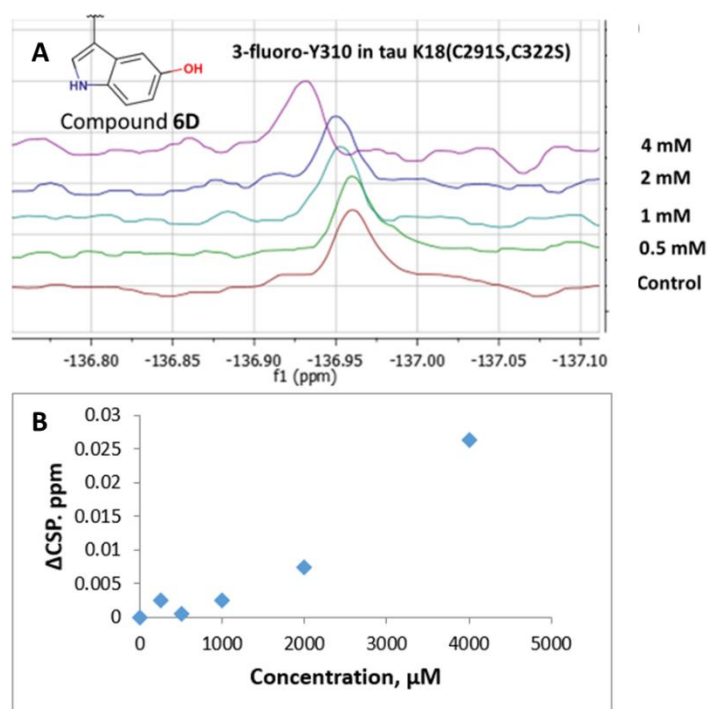 A
3-fluoro-Y310 in tau K18(C291S,C322S)
OH
HN
Compound 6D
4 mM
2 mM
1 mM
0.5 mM
Control
-136.80 -136.85 -136.90 -136.95 -137.00 -137.05 -137.10
f1 (ppm)
B
0.03
0.025
0.02
0.015
0.01
0.005
0
ΔCSP. ppm
0 1000 2000 3000 4000 5000
Concentration, µM